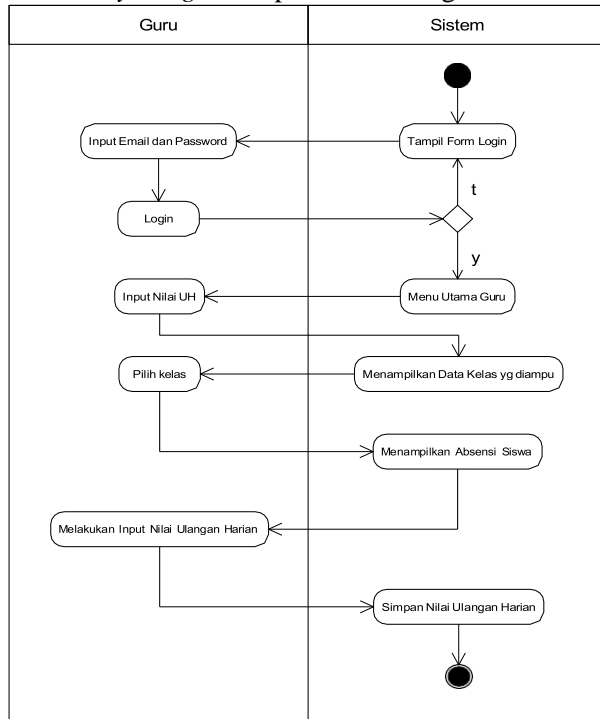 Guru
Sistem
Input Email dan Password
Tampil Form Login
t
Login
y
Input Nilai UH
Menu Utama Guru
Pilih kelas
Menampilkan Data Kelas yg diampu
Menampilkan Absensi Siswa
Melakukan Input Nilai Ulangan Harian
Simpan Nilai Ulangan Harian